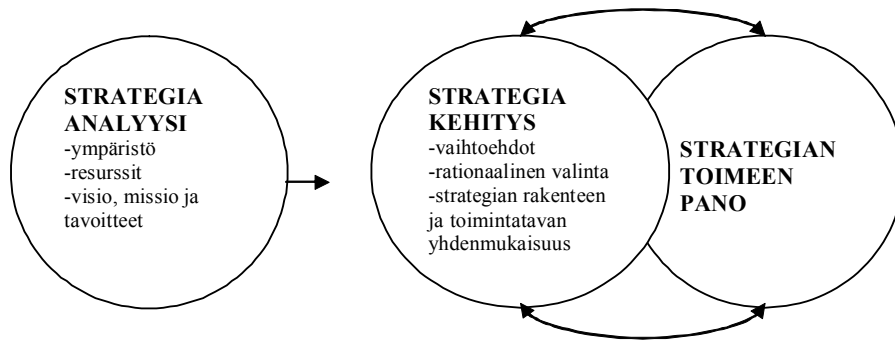 STRATEGIA
ANALYYSI
-ympäristö
-resurssit
-visio, missio ja
tavoitteet
STRATEGIA
KEHITYS
-vaihtoehdot
-rationaalinen valinta
-strategian rakenteen
ja toimintatavan
yhdenmukaisuus
STRATEGIAN
TOIMEEN
PANO